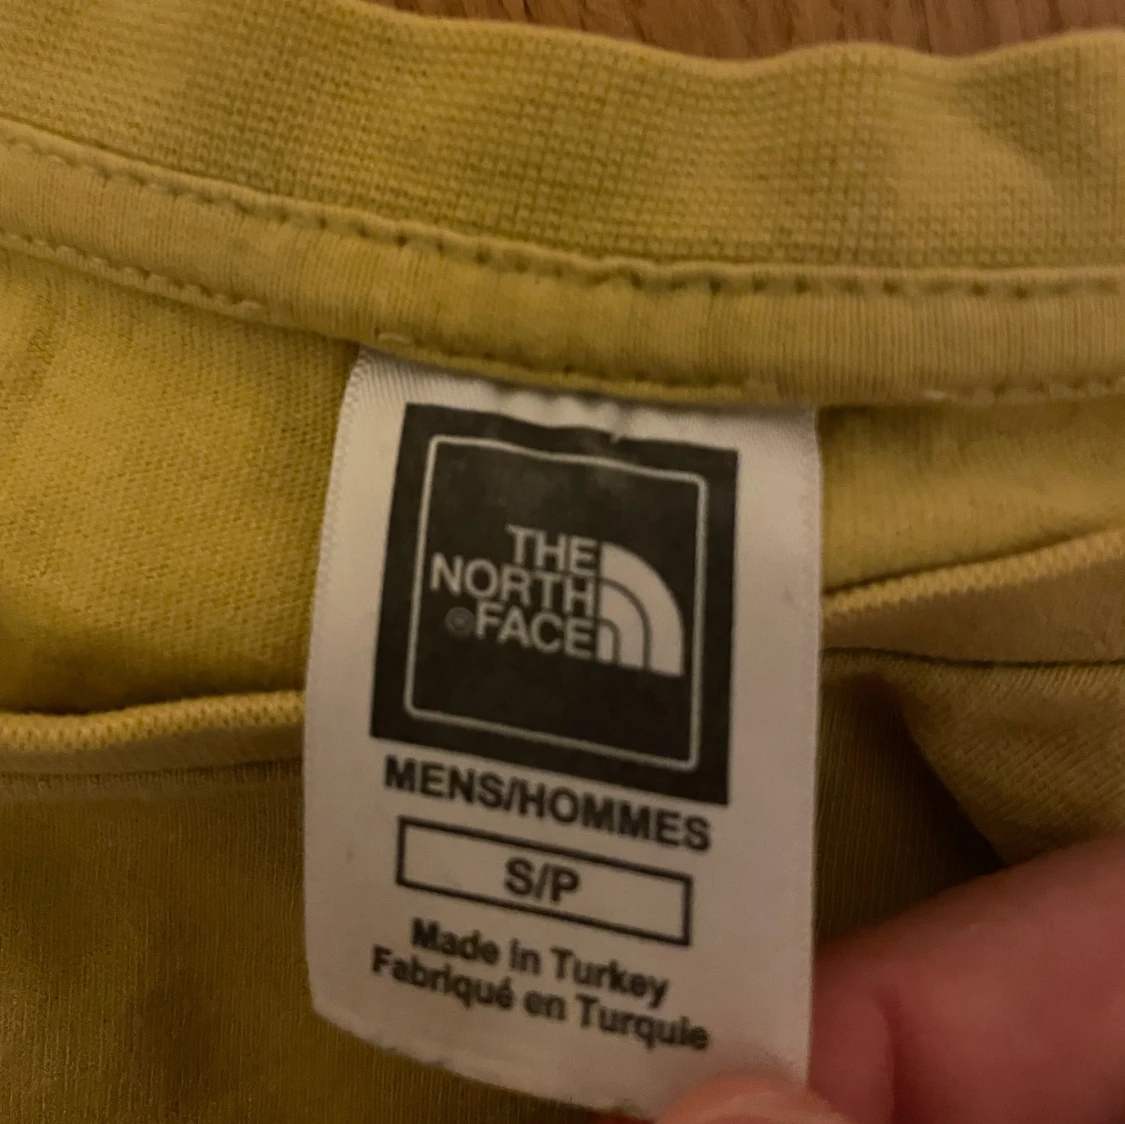 THE
NORTH
®FACE
MENS/HOMMES
S/P
Made in Turkey
Fabriqué en Turquie